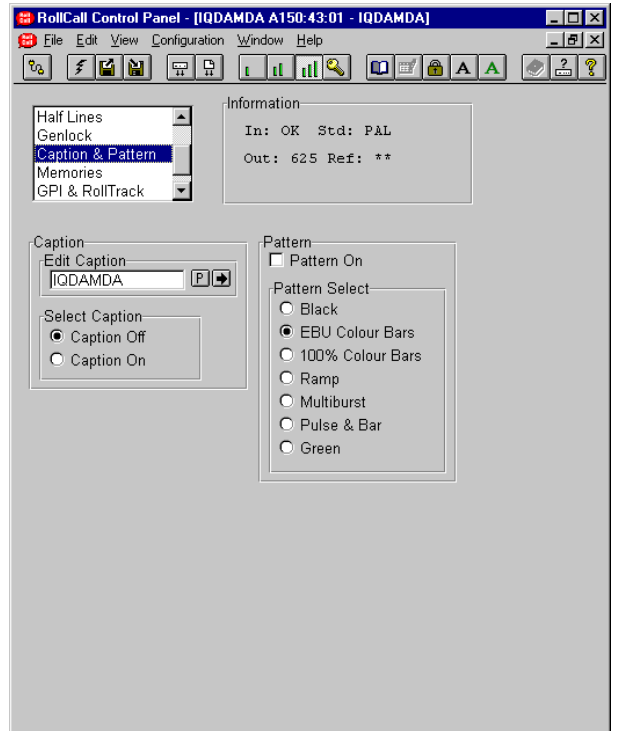 RollCall Control Panel - [IQDAMDA A150:43:01 - IQDAMDA]
File Edit View Configuration Window Help
A A
Half Lines
Genlock
Caption & Pattern
Memories
GPI & RollTrack
Information
In: OK Std: PAL
Out: 625 Ref: **
Caption
Edit Caption
IQDAMDA P
Select Caption
Caption Off
Caption On
Pattern
Pattern On
Pattern Select
Black
EBU Colour Bars
100% Colour Bars
Ramp
Multiburst
Pulse & Bar
Green